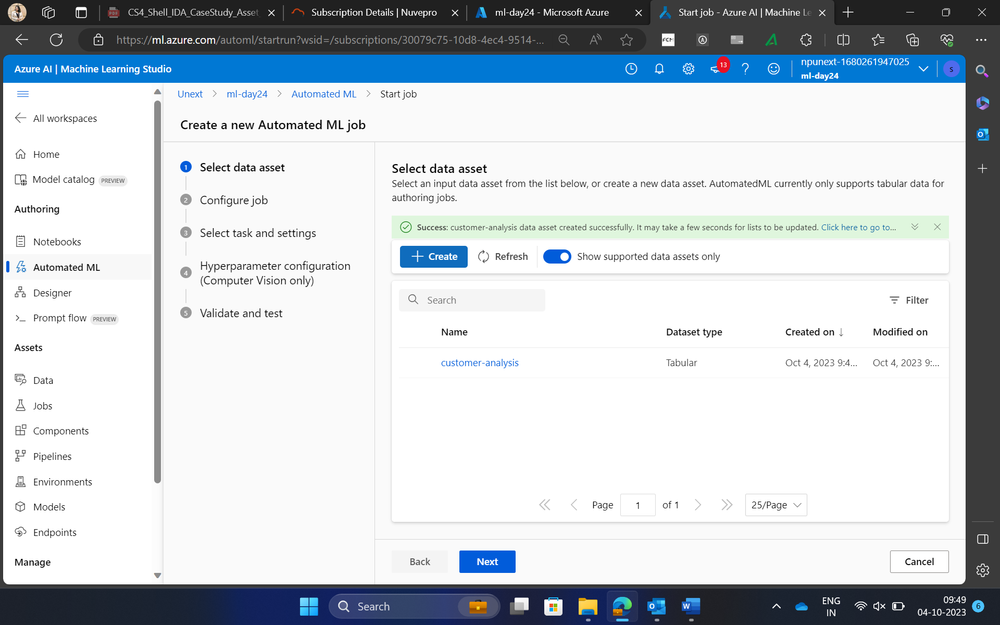 CS4_Shell_IDA_CaseStudy_Asset
Subscription Details | Nuvepro
ml-day24 - Microsoft Azure
Start job - Azure AI | Machine Le
https://ml.azure.com/automl/startrun?wsid=/subscriptions/30079c75-10d8-4ec4-9514-...
Azure AI | Machine Learning Studio
13
npunext-1680261947025
ml-day24
S
All workspaces
Home
Model catalog PREVIEW
Authoring
Notebooks
Automated ML
Designer
Prompt flow PREVIEW
Assets
Data
Jobs
Components
Pipelines
Environments
Models
Endpoints
Manage
Unext > ml-day24 > Automated ML > Start job
Create a new Automated ML job
1 Select data asset
2 Configure job
3 Select task and settings
4 Hyperparameter configuration
(Computer Vision only)
5 Validate and test
Select data asset
Select an input data asset from the list below, or create a new data asset. AutomatedML currently only supports tabular data for
authoring jobs.
Success: customer-analysis data asset created successfully. It may take a few seconds for lists to be updated. Click here to go to...
+ Create Refresh Show supported data assets only
Search Filter
Name Dataset type Created on ↓ Modified on
customer-analysis Tabular Oct 4, 2023 9:4... Oct 4, 2023 9:...
Page 1 of 1 25/Page
Back Next Cancel
Search
ENG
IN
09:49
04-10-2023
6